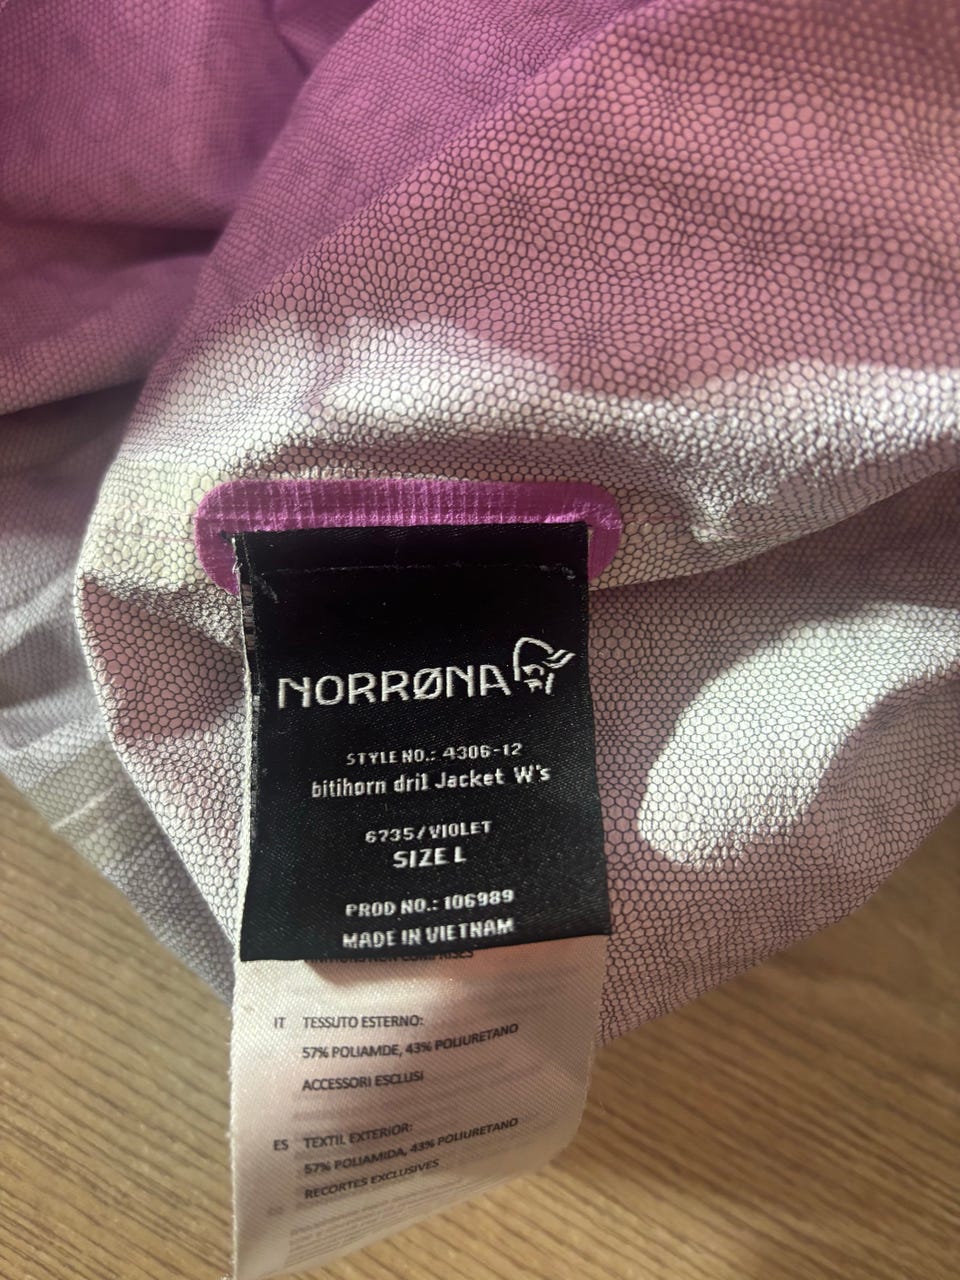 NORRØNA
STYLE NO.: 4306-12
bitihorn dri1 Jacket W's
6735/VIOLET
SIZE L
PROD NO.: 106989
MADE IN VIETNAM
IT TESSUTO ESTERNO:
57% POLIAMDE, 43% POLIURETANO
ACCESSORI ESCLUSI
ES TEXTIL EXTERIOR:
57% POLIAMIDA, 43% POLIURETANO
RECORTES EXCLUSIVES